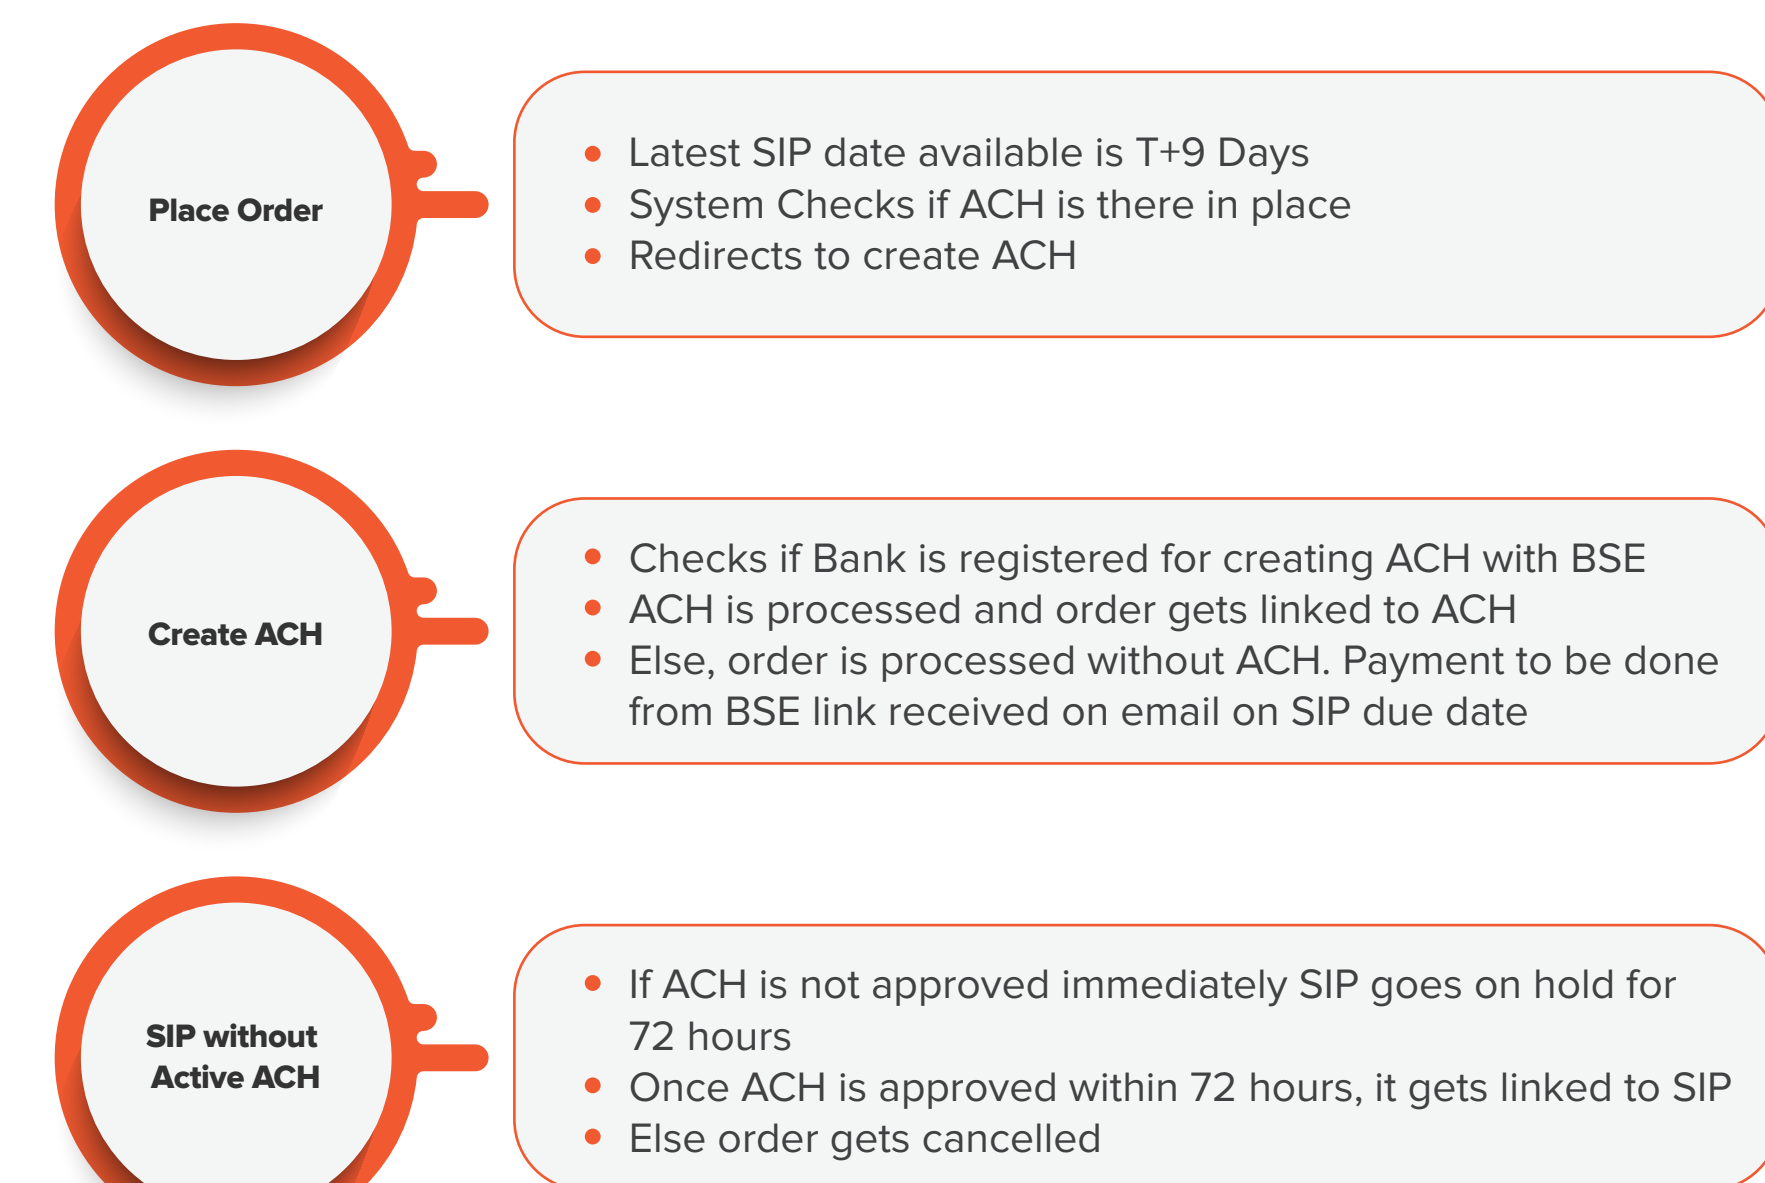 Place Order
• Latest SIP date available is T+9 Days
• System Checks if ACH is there in place
• Redirects to create ACH
Create ACH
• Checks if Bank is registered for creating ACH with BSE
• ACH is processed and order gets linked to ACH
• Else, order is processed without ACH. Payment to be done
from BSE link received on email on SIP due date
SIP without
Active ACH
• If ACH is not approved immediately SIP goes on hold for
72 hours
• Once ACH is approved within 72 hours, it gets linked to SIP
• Else order gets cancelled